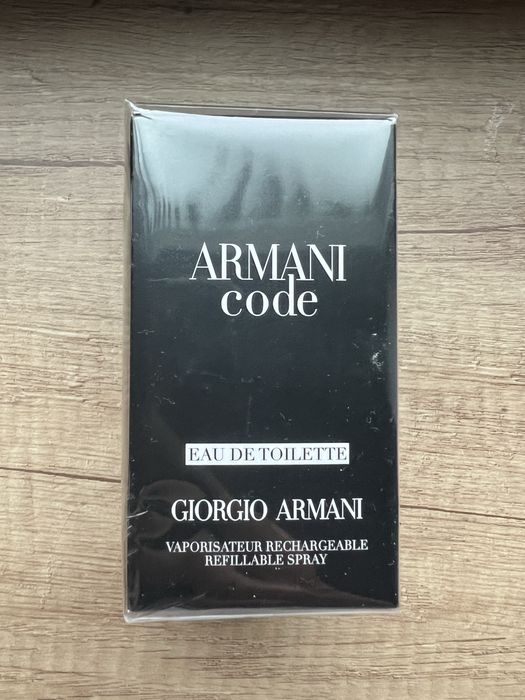 ARMANI
code
EAU DE TOILETTE
GIORGIO ARMANI
VAPORISATEUR RECHARGEABLE
REFILLABLE SPRAY